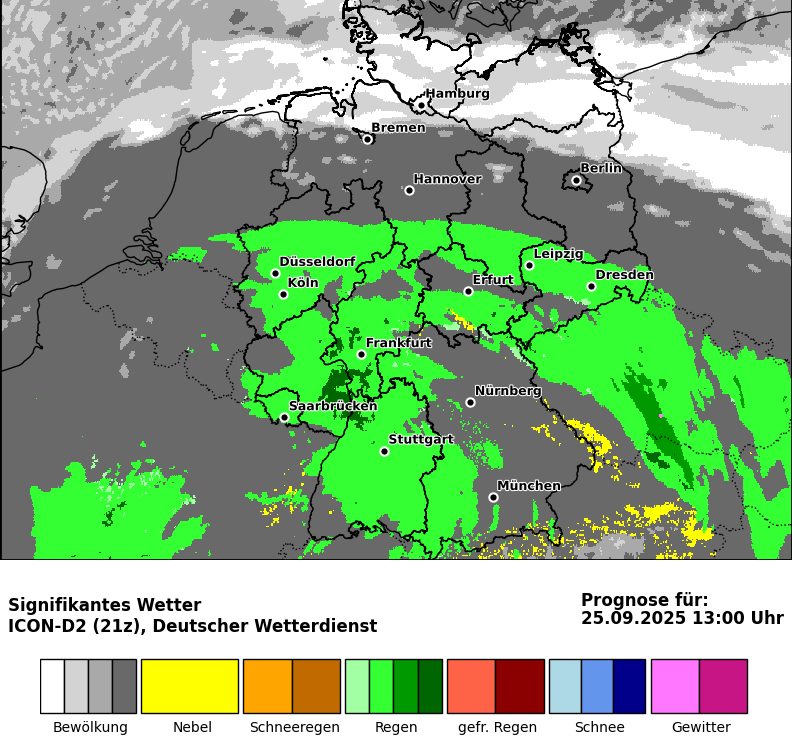 Hamburg
Bremen
Berlin
Hannover
Leipzig
Düsseldorf
Dresden
Erfurt
Köln
Frankfurt
Nürnberg
Saarbrücken
Stuttgart
München
Signifikantes Wetter
ICON-D2 (21z), Deutscher Wetterdienst
Prognose für:
25.09.2025 13:00 Uhr
Bewölkung Nebel Schneeregen Regen gefr. Regen Schnee Gewitter